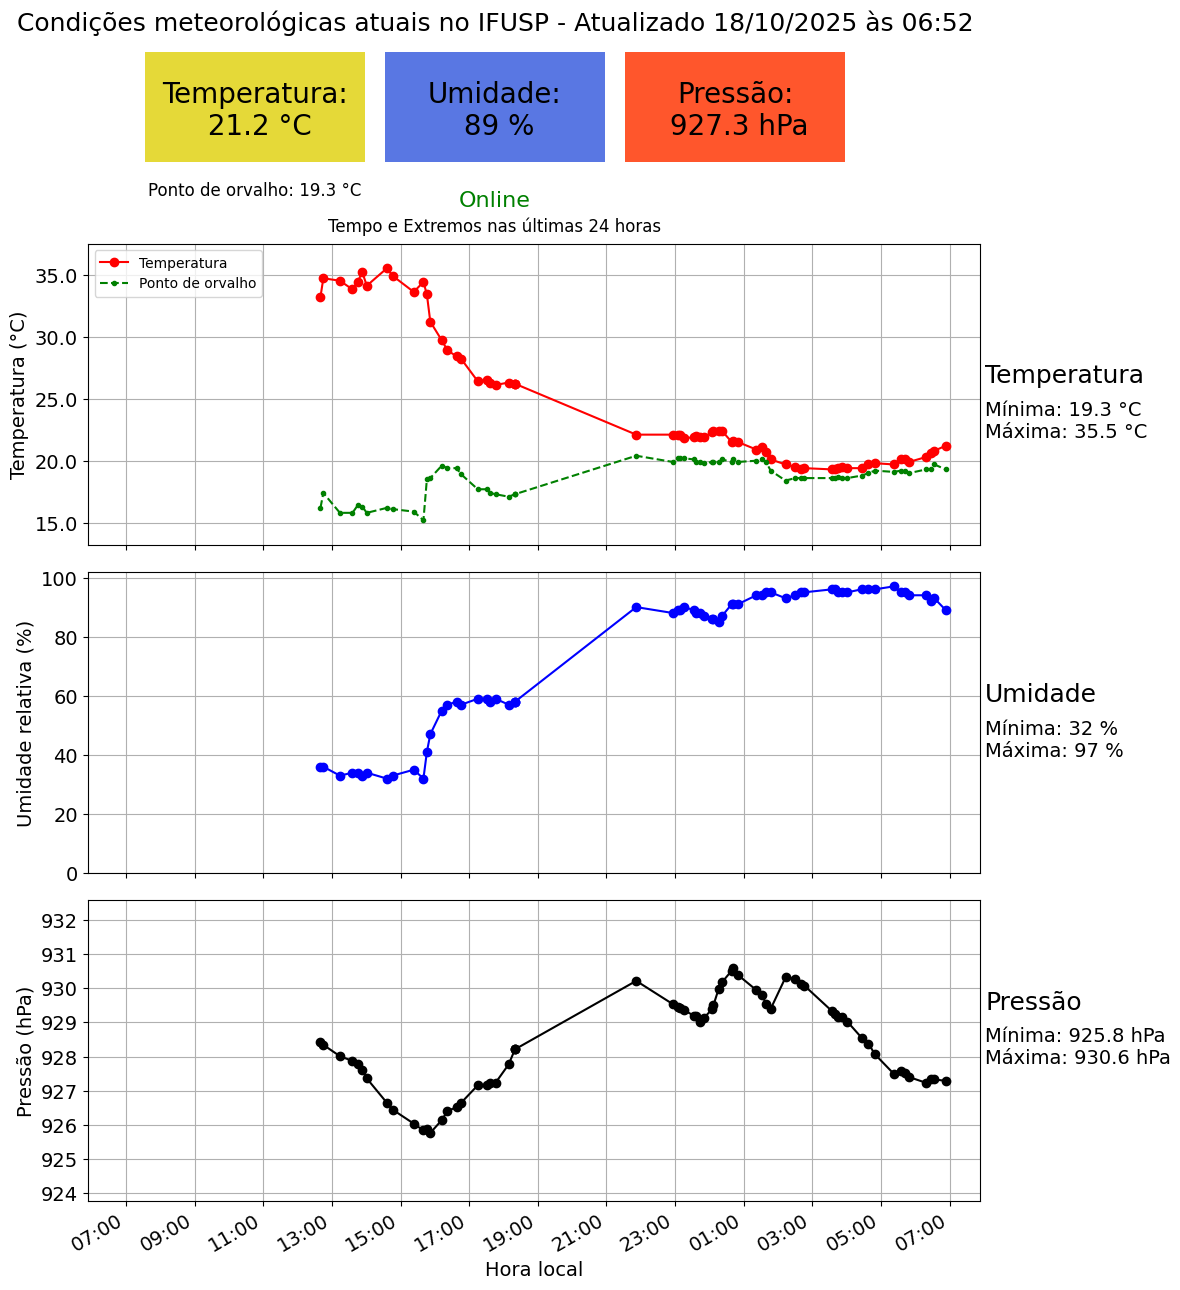 Condições meteorológicas atuais no IFUSP - Atualizado 18/10/2025 às 06:52
Temperatura:
21.2 °C
Umidade:
89 %
Pressão:
927.3 hPa
Ponto de orvalho: 19.3 °C
Online
Tempo e Extremos nas últimas 24 horas
Temperatura
Ponto de orvalho
Temperatura (°C)
35.0
30.0
25.0
20.0
15.0
Temperatura
Mínima: 19.3 °C
Máxima: 35.5 °C
Umidade relativa (%)
100
80
60
40
20
0
Umidade
Mínima: 32 %
Máxima: 97 %
Pressão (hPa)
932
931
930
929
928
927
926
925
924
Pressão
Mínima: 925.8 hPa
Máxima: 930.6 hPa
07:00 09:00 11:00 13:00 15:00 17:00 19:00 21:00 23:00 01:00 03:00 05:00 07:00
Hora local